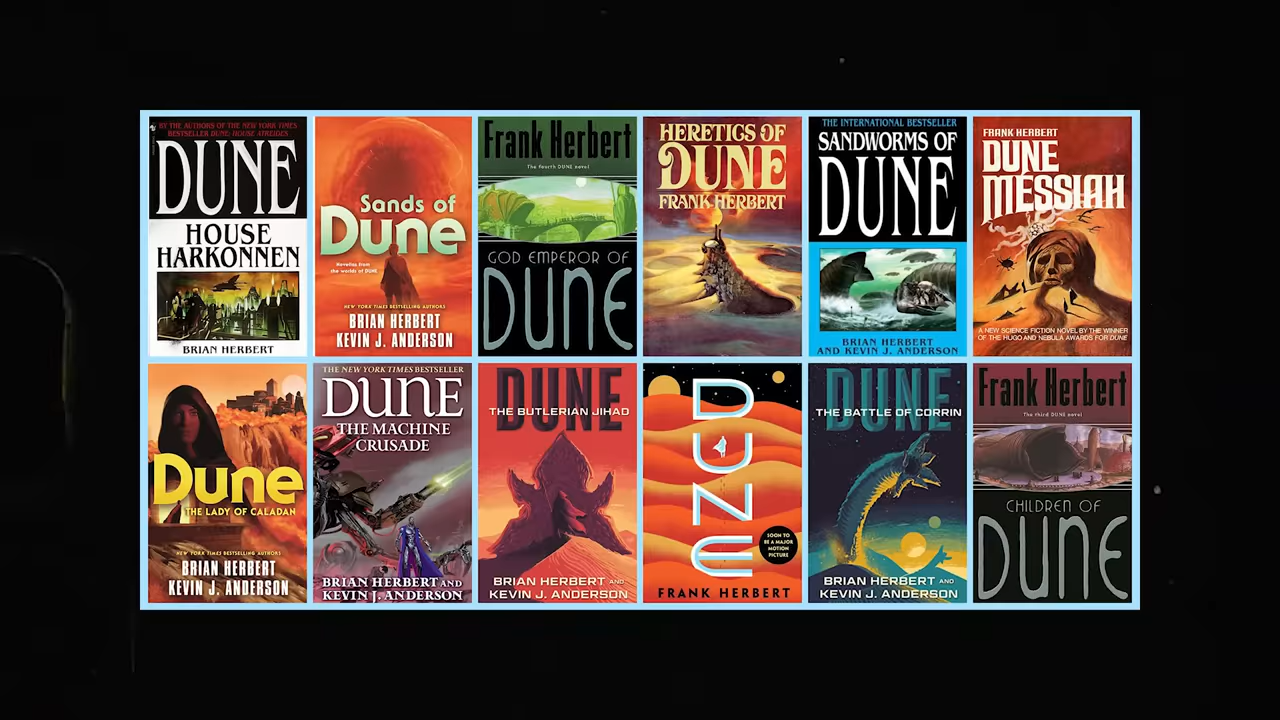 BY THE AUTHORS OF THE NEW YORK TIMES
BESTSELLER DUNE: HOUSE ATREIDES
DUNE
HOUSE
HARKONNEN
BRIAN HERBERT
Sands of
Dune
Novellas from
the worlds of DUNE
NEW YORK TIMES BESTSELLING AUTHORS
BRIAN HERBERT
KEVIN J. ANDERSON
Frank Herbert
The fourth DUNE novel
GOD EMPEROR OF
DUNE
HERETICS OF
DUNE
FRANK HERBERT
THE INTERNATIONAL BESTSELLER
SANDWORMS OF
DUNE
BRIAN HERBERT
AND KEVIN J. ANDERSON
FRANK HERBERT
DUNE
MESSIAH
A NEW SCIENCE FICTION NOVEL BY THE WINNER
OF THE HUGO AND NEBULA AWARDS FOR DUNE
Dune
THE LADY OF CALADAN
NEW YORK TIMES BESTSELLING AUTHORS
BRIAN HERBERT
KEVIN J. ANDERSON
THE NEW YORK TIMES BESTSELLER
DUNE
THE MACHINE
CRUSADE
BRIAN HERBERT AND
KEVIN J. ANDERSON
DUNE
THE BUTLERIAN JIHAD
BRIAN HERBERT AND
KEVIN J. ANDERSON
DUNE
SOON TO
BE A MAJOR
MOTION
PICTURE
FRANK HERBERT
DUNE
THE BATTLE OF CORRIN
BRIAN HERBERT AND
KEVIN J. ANDERSON
Frank Herbert
The third DUNE novel
CHILDREN OF
DUNE